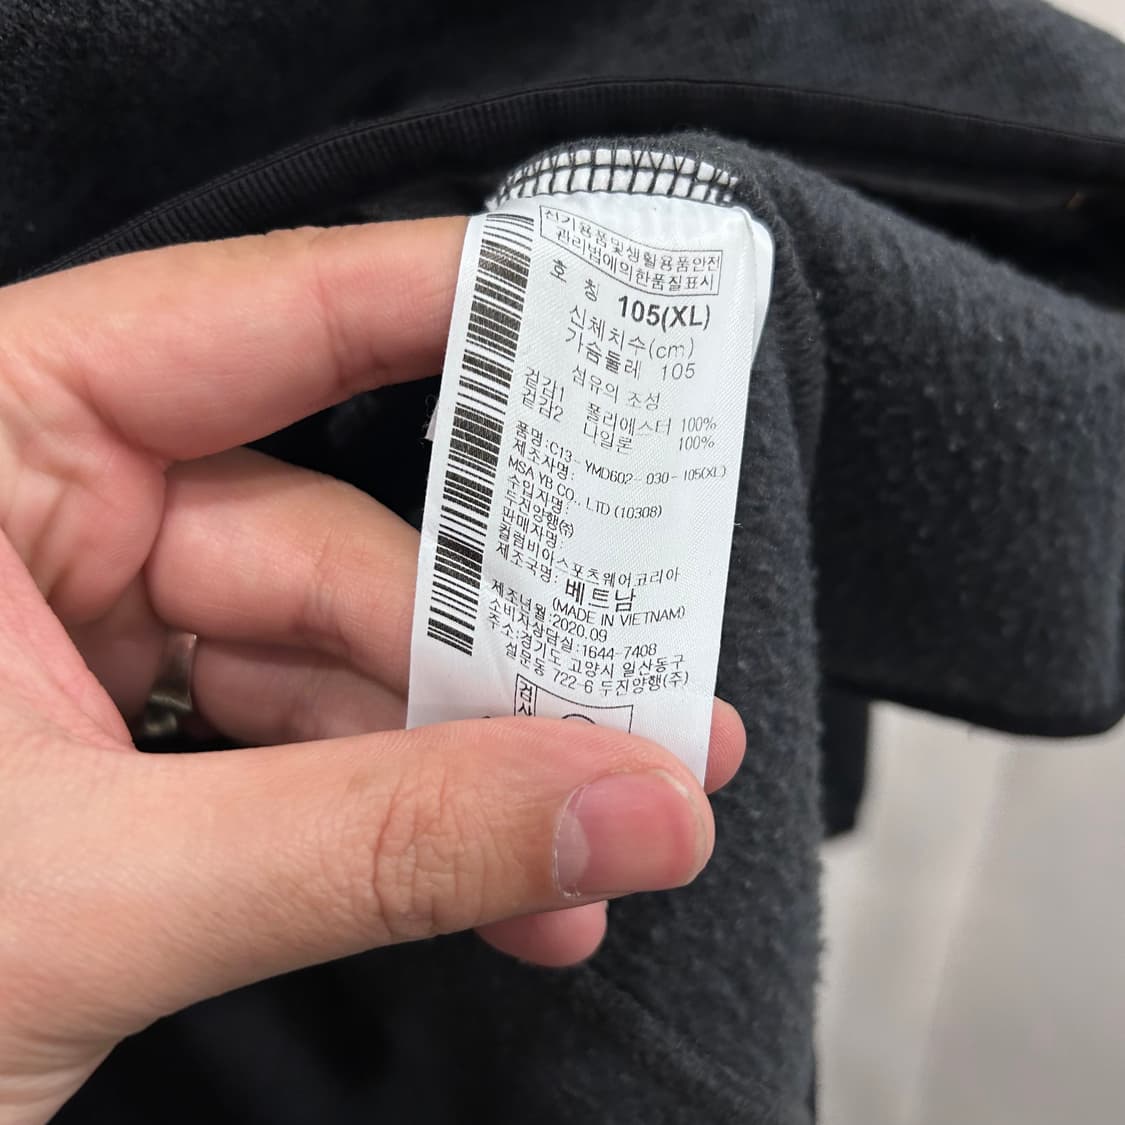 전기용품및생활용품안전
관리법에의한품질표시
호 칭 105(XL)
신체치수(cm)
가슴둘레 105
섬유의 조성
겉감1 폴리에스터 100%
겉감2 나일론 100%
품명:C13-YMD602-030-105(XL)
제조사명:
MSA YB CO., LTD (10308)
수입자명:
두진양행㈜
판매자명:
컬럼비아스포츠웨어코리아
제조국명: 베트남
(MADE IN VIETNAM)
제조년월:2020.09
소비자상담실:1644-7408
주소:경기도 고양시 일산동구
설문동 722-6 두진양행(주)